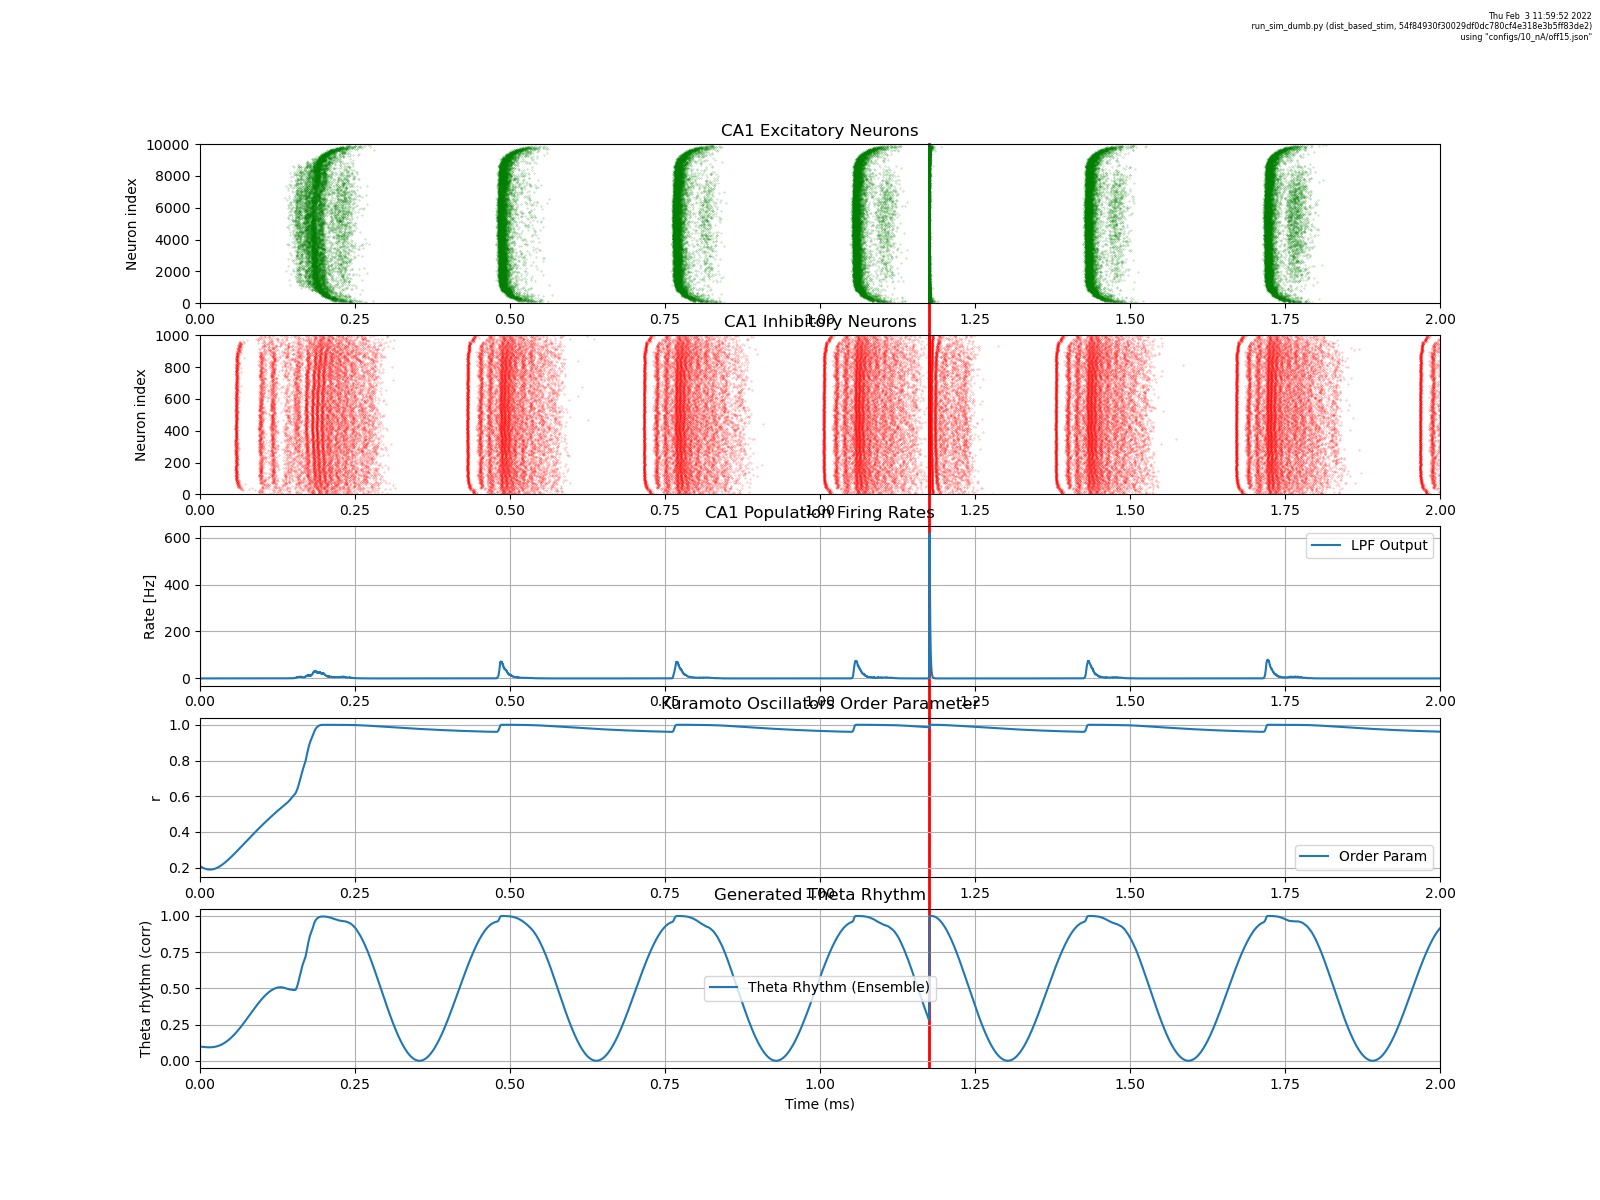 Thu Feb  3 11:59:52 2022
run_sim_dumb.py (dist_based_stim, 54f84930f30029df0dc780cf4e318e3b5ff83de2)
using "configs/10_nA/off15.json"
CA1 Excitatory Neurons
Neuron index
10000
8000
6000
4000
2000
0
0.00 0.25 0.50 0.75 1.00 1.25 1.50 1.75 2.00
CA1 Inhibitory Neurons
Neuron index
1000
800
600
400
200
0
0.00 0.25 0.50 0.75 1.00 1.25 1.50 1.75 2.00
CA1 Population Firing Rates
Rate [Hz]
600
400
200
0
LPF Output
0.00 0.25 0.50 0.75 1.00 1.25 1.50 1.75 2.00
Kuramoto Oscillators Order Parameter
r
1.0
0.8
0.6
0.4
0.2
Order Param
0.00 0.25 0.50 0.75 1.00 1.25 1.50 1.75 2.00
Generated Theta Rhythm
Theta rhythm (corr)
1.00
0.75
0.50
0.25
0.00
Theta Rhythm (Ensemble)
0.00 0.25 0.50 0.75 1.00 1.25 1.50 1.75 2.00
Time (ms)